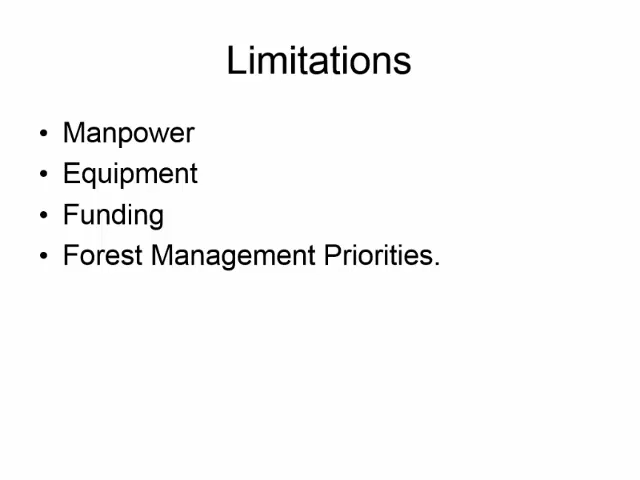 Limitations
• Manpower
• Equipment
• Funding
• Forest Management Priorities.